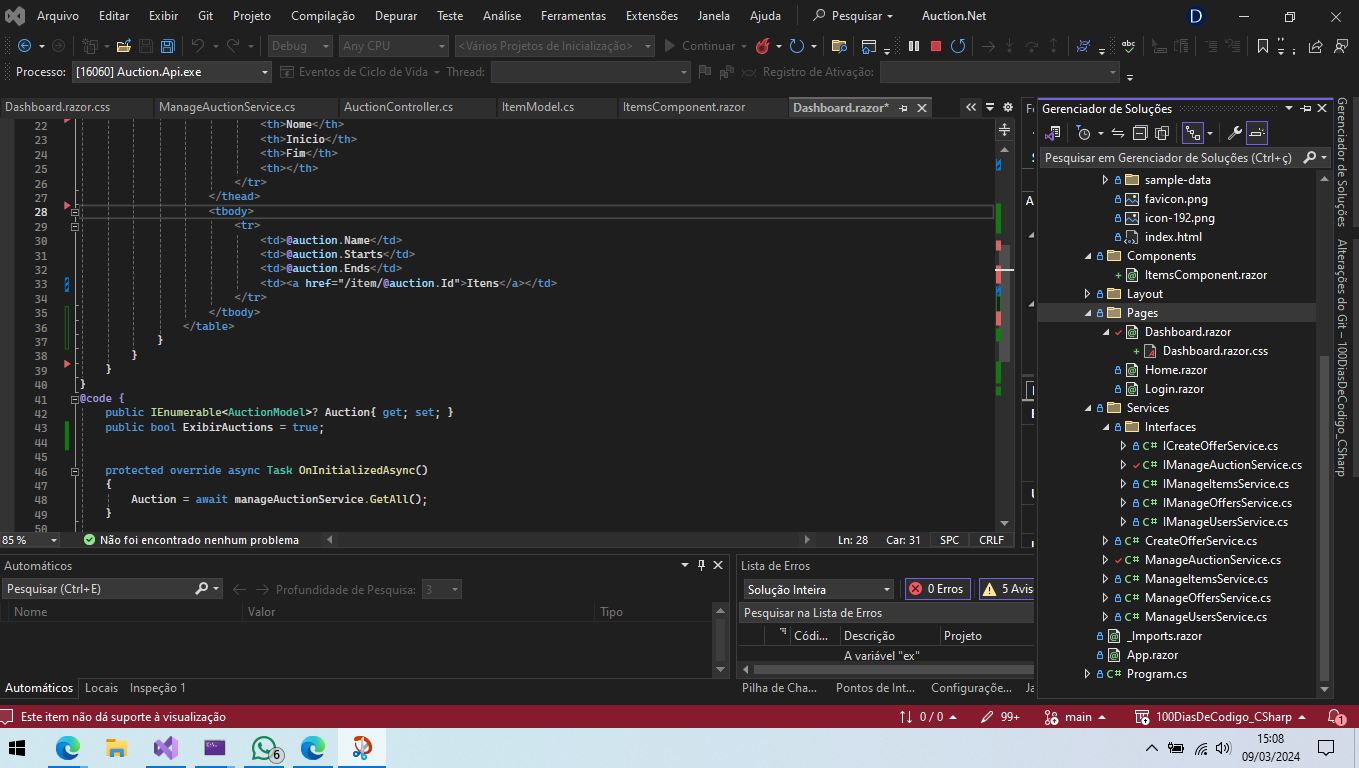 Arquivo Editar Exibir Git Projeto Compilação Depurar Teste Análise Ferramentas Extensões Janela Ajuda Pesquisar Auction.Net D
Debug Any CPU <Vários Projetos de Inicialização> Continuar
Processo: [16060] Auction.Api.exe Eventos de Ciclo de Vida Thread: Registro de Ativação:
Dashboard.razor.css ManageAuctionService.cs AuctionController.cs ItemModel.cs ItemsComponent.razor Dashboard.razor*
22 <th>Nome</th>
23 <th>Inicio</th>
24 <th>Fim</th>
25 <th></th>
26 </tr>
27 </thead>
28 <tbody>
29 <tr>
30 <td>@auction.Name</td>
31 <td>@auction.Starts</td>
32 <td>@auction.Ends</td>
33 <td><a href="/item/@auction.Id">Itens</a></td>
34 </tr>
35 </tbody>
36 </table>
37 }
38 }
39 }
40 }
41 @code {
42 public IEnumerable<AuctionModel>? Auction{ get; set; }
43 public bool ExibirAuctions = true;
44
45
46 protected override async Task OnInitializedAsync()
47 {
48 Auction = await manageAuctionService.GetAll();
49 }
50
85 % Não foi encontrado nenhum problema Ln: 28 Car: 31 SPC CRLF
Automáticos
Pesquisar (Ctrl+E) Profundidade de Pesquisa: 3
Nome Valor Tipo
Automáticos Locais Inspeção 1
Lista de Erros
Solução Inteira 0 Erros 5 Avis
Pesquisar na Lista de Erros
Códi... Descrição Projeto
A variável "ex"
Pilha de Cha... Pontos de Int... Configuraçõe... Ja
Gerenciador de Soluções
Pesquisar em Gerenciador de Soluções (Ctrl+ç)
sample-data
favicon.png
icon-192.png
index.html
Components
ItemsComponent.razor
Layout
Pages
Dashboard.razor
Dashboard.razor.css
Home.razor
Login.razor
Services
Interfaces
C# ICreateOfferService.cs
C# IManageAuctionService.cs
C# IManageItemsService.cs
C# IManageOffersService.cs
C# IManageUsersService.cs
C# CreateOfferService.cs
C# ManageAuctionService.cs
C# ManageItemsService.cs
C# ManageOffersService.cs
C# ManageUsersService.cs
_Imports.razor
App.razor
C# Program.cs
Gerenciador de Soluções
Alterações do Git – 100DiasDeCodigo_CSharp
Este item não dá suporte à visualização 0 / 0 99+ main 100DiasDeCodigo_CSharp 1
6
15:08
09/03/2024